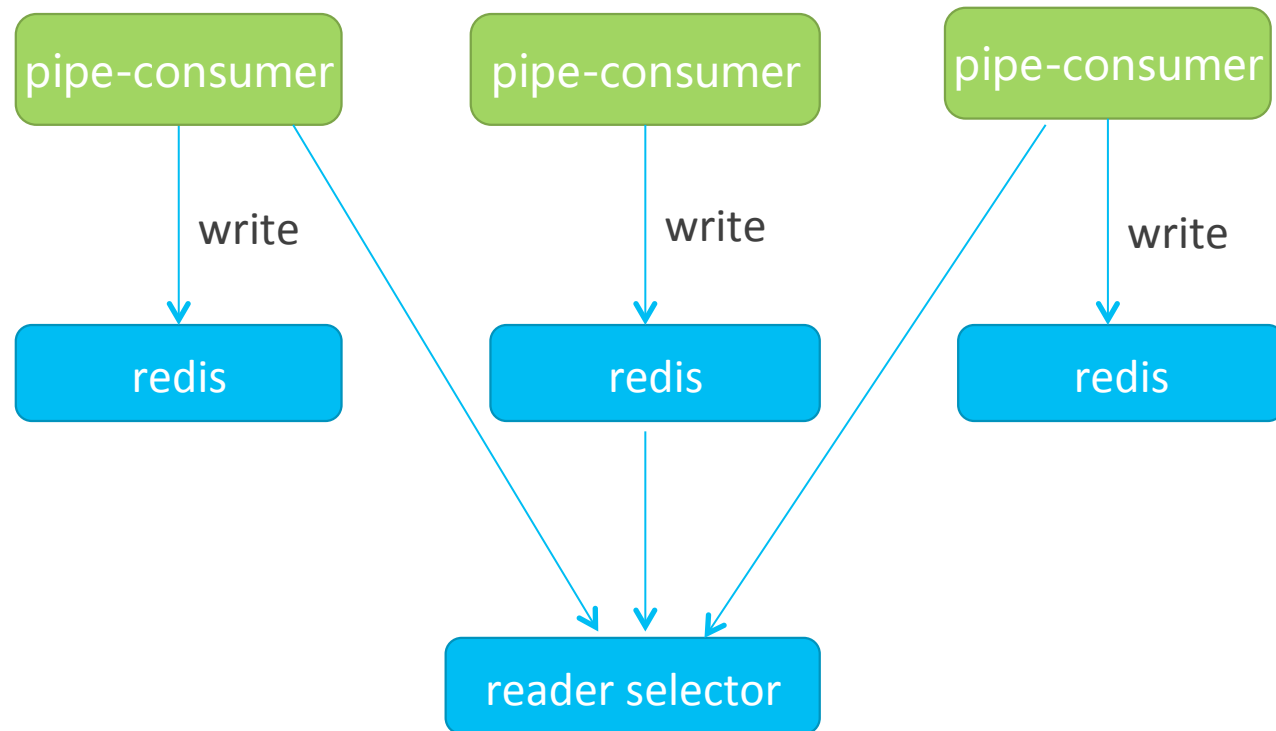 pipe-consumer
pipe-consumer
pipe-consumer
write
write
write
redis
redis
redis
reader selector